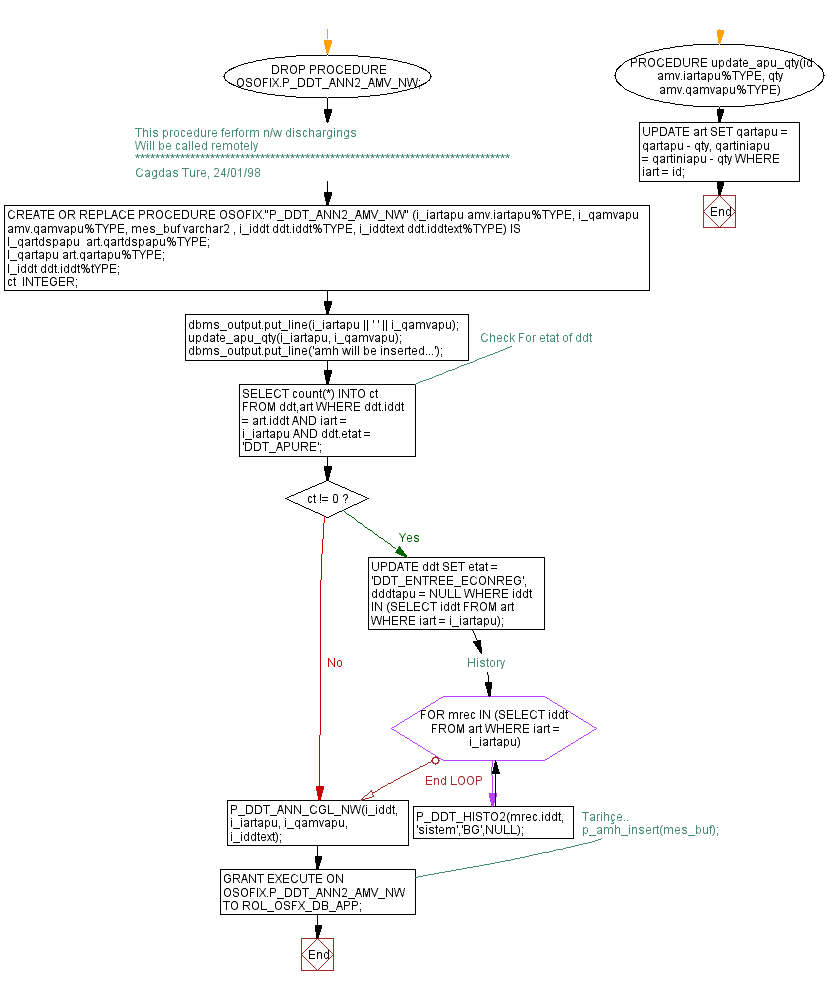 DROP PROCEDURE
OSOFIX.P_DDT_ANN2_AMV_NW;
This procedure ferform n/w dischargings
Will be called remotely
***************************************************************************
Cagdas Ture, 24/01/98
CREATE OR REPLACE PROCEDURE OSOFIX."P_DDT_ANN2_AMV_NW" (i_iartapu amv.iartapu%TYPE, i_qamvapu
amv.qamvapu%TYPE, mes_buf varchar2 , i_iddt ddt.iddt%TYPE, i_iddtext ddt.iddtext%TYPE) IS
l_qartdspapu  art.qartdspapu%TYPE;
l_qartapu art.qartapu%TYPE;
l_iddt ddt.iddt%tYPE;
ct  INTEGER;
dbms_output.put_line(i_iartapu || ' ' || i_qamvapu);
update_apu_qty(i_iartapu, i_qamvapu);
dbms_output.put_line('amh will be inserted...');
Check For etat of ddt
SELECT count(*) INTO ct
FROM ddt,art WHERE ddt.iddt
= art.iddt AND iart =
i_iartapu AND ddt.etat =
'DDT_APURE';
ct != 0 ?
Yes
UPDATE ddt SET etat =
'DDT_ENTREE_ECONREG',
dddtapu = NULL WHERE iddt
IN (SELECT iddt FROM art
WHERE iart = i_iartapu);
No
History
FOR mrec IN (SELECT iddt
FROM art WHERE iart =
i_iartapu)
End LOOP
P_DDT_HISTO2(mrec.iddt,
'sistem','BG',NULL);
P_DDT_ANN_CGL_NW(i_iddt,
i_iartapu, i_qamvapu,
i_iddtext);
Tarihçe..
p_amh_insert(mes_buf);
GRANT EXECUTE ON
OSOFIX.P_DDT_ANN2_AMV_NW
TO ROL_OSFX_DB_APP;
End
PROCEDURE update_apu_qty(id
amv.iartapu%TYPE, qty
amv.qamvapu%TYPE)
UPDATE art SET qartapu =
qartapu - qty, qartiniapu
= qartiniapu - qty WHERE
iart = id;
End